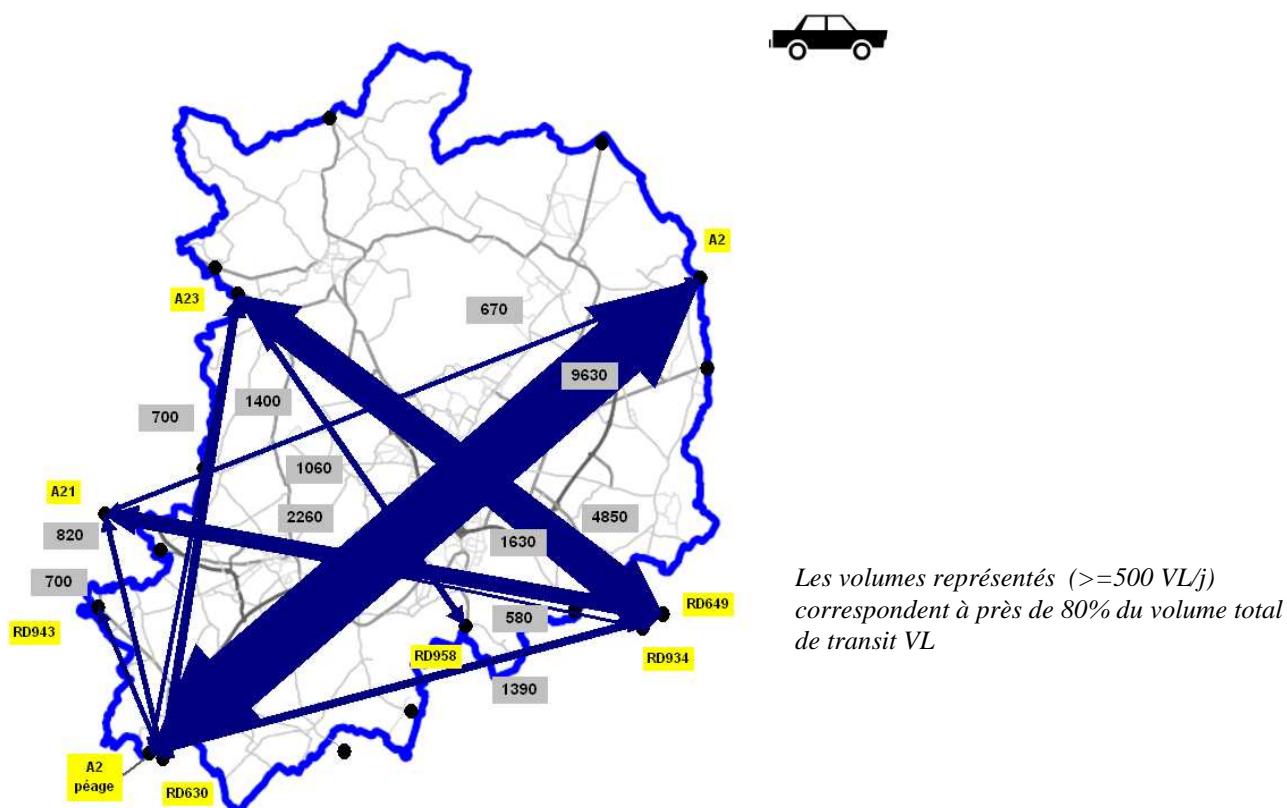 A2
670
A23
9630
1400
700
1060
A21
2260
4850
820
1630
700
Les volumes représentés (>=500 VL/j)
correspondent à près de 80% du volume total
de transit VL
RD649
580
RD943
RD958
RD934
1390
A2
péage
RD630